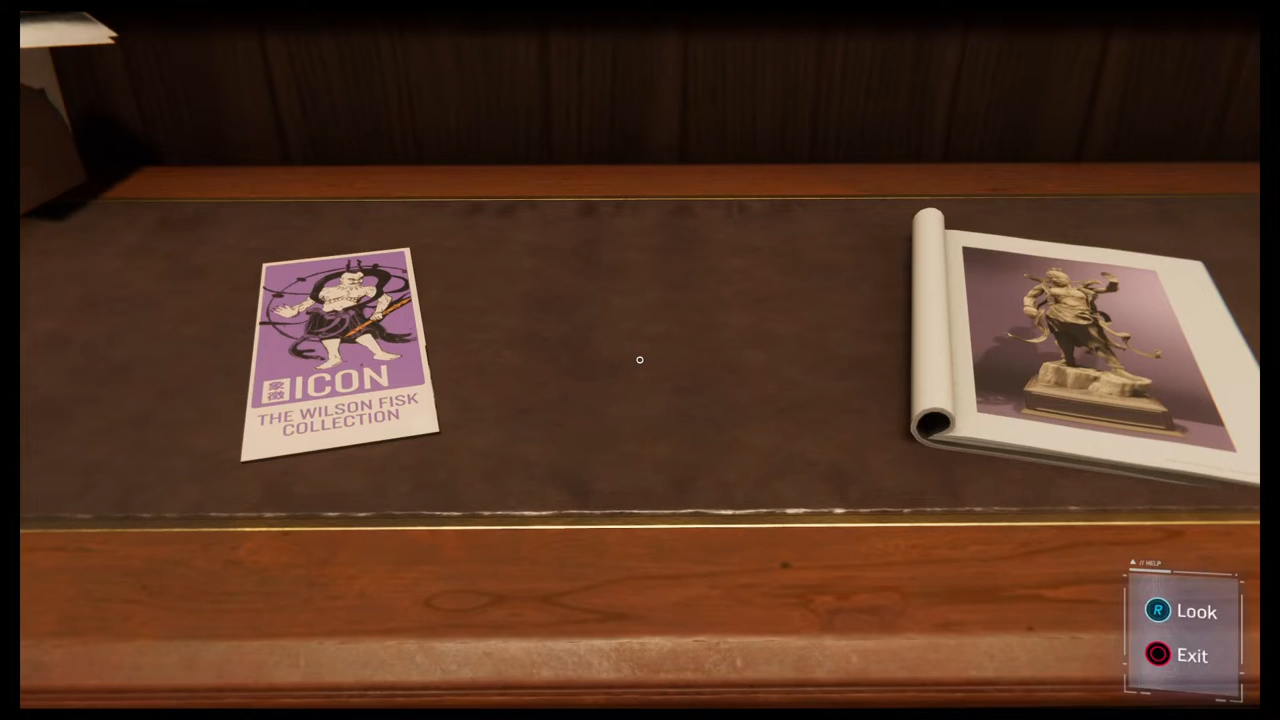 象徴
ICON
THE WILSON FISK
COLLECTION
// HELP
R Look
Exit